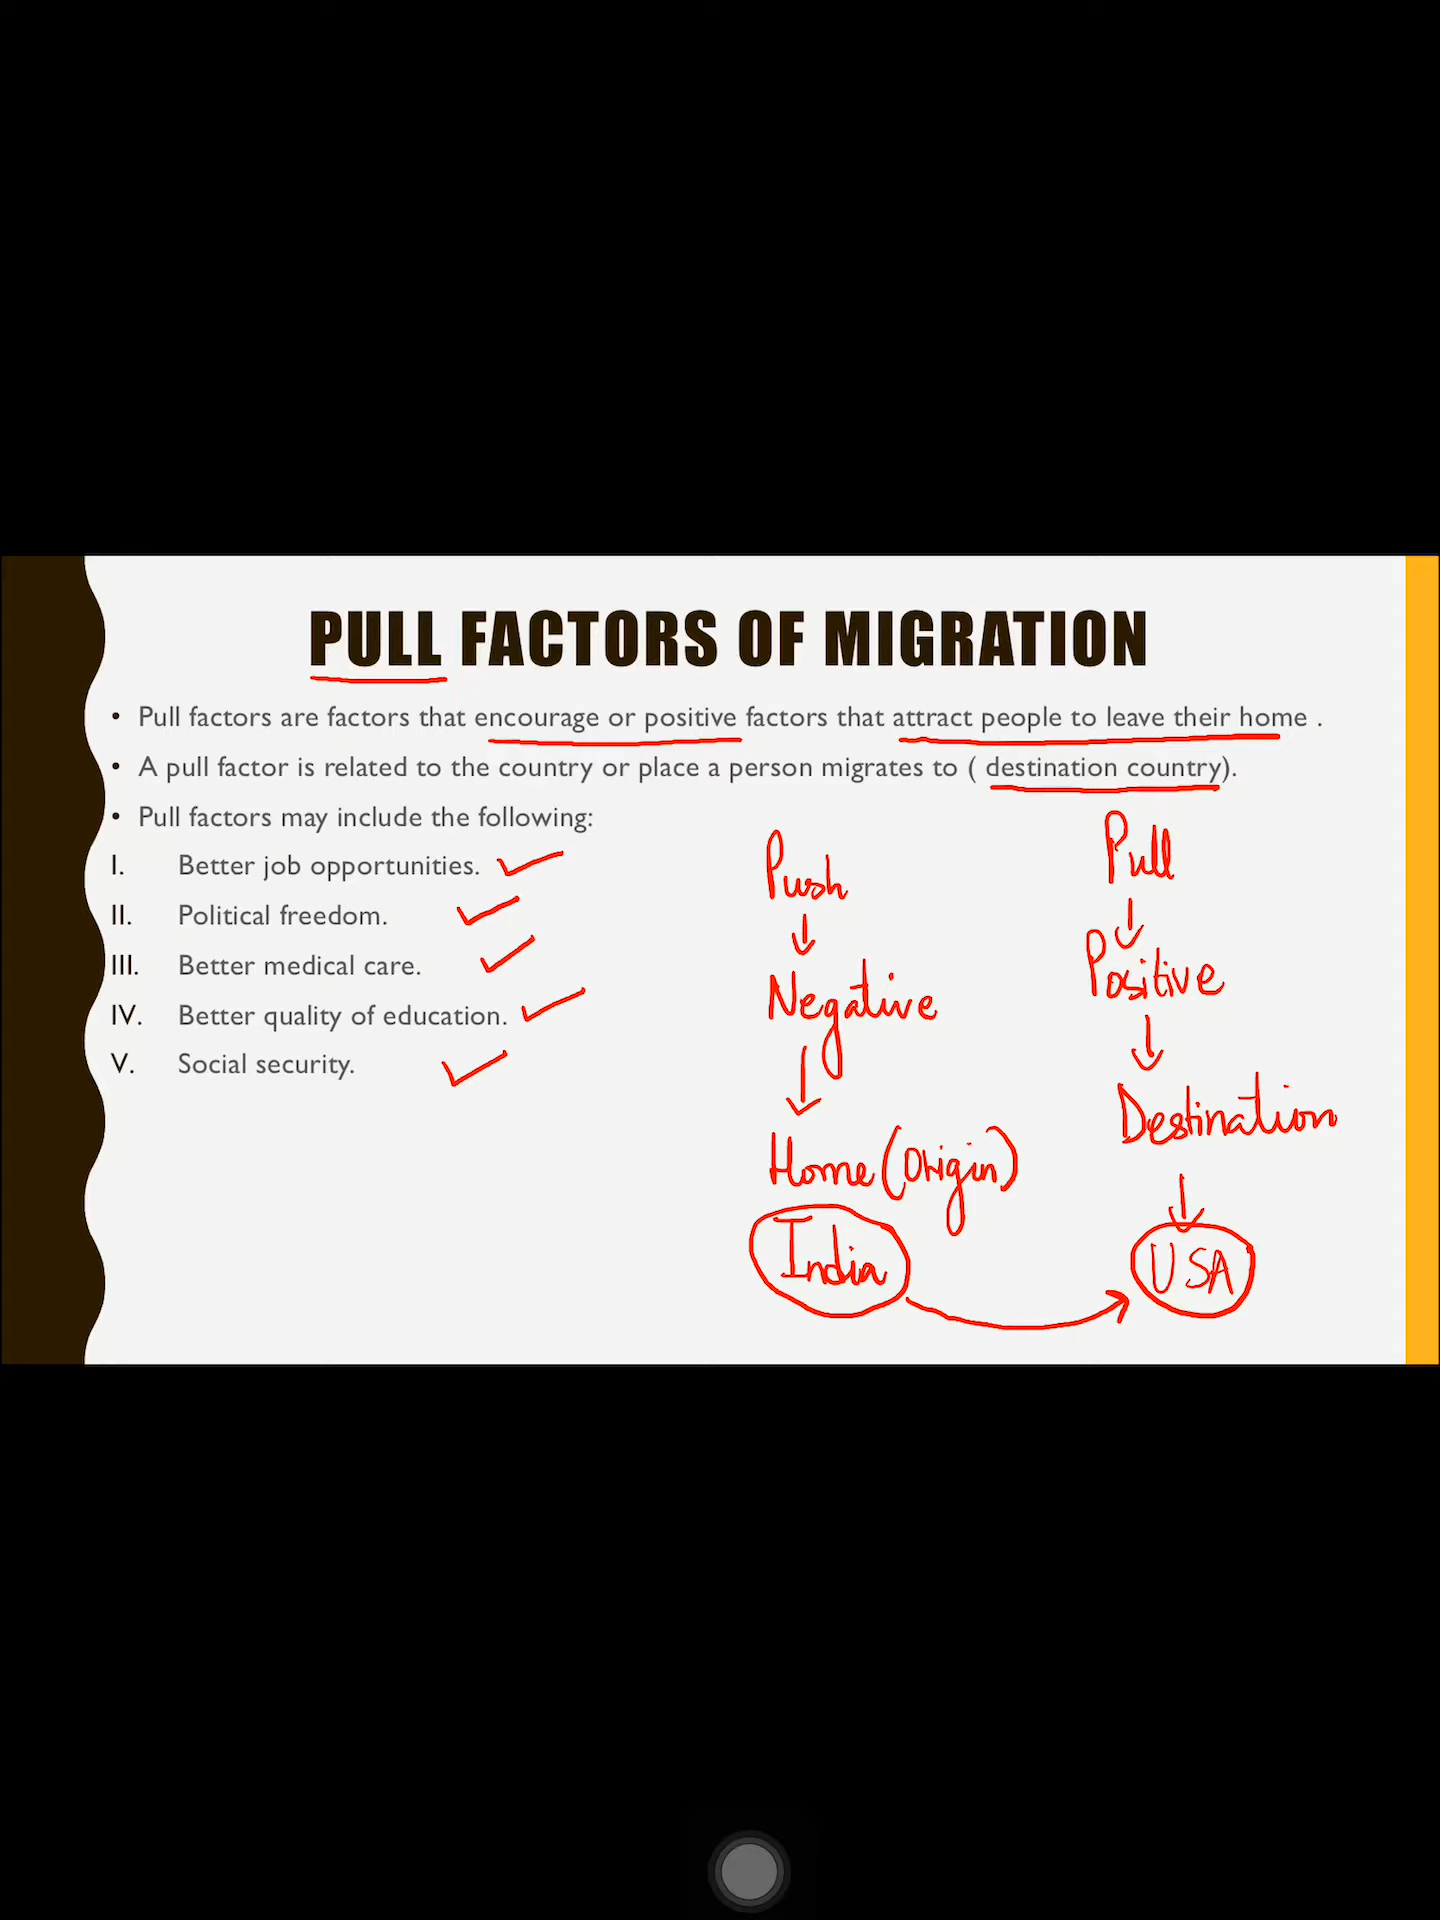 PULL FACTORS OF MIGRATION
• Pull factors are factors that encourage or positive factors that attract people to leave their home .
• A pull factor is related to the country or place a person migrates to ( destination country).
• Pull factors may include the following:
I. Better job opportunities.
II. Political freedom.
III. Better medical care.
IV. Better quality of education.
V. Social security.
Push
Negative
Home (Origin)
India
Pull
Positive
Destination
USA